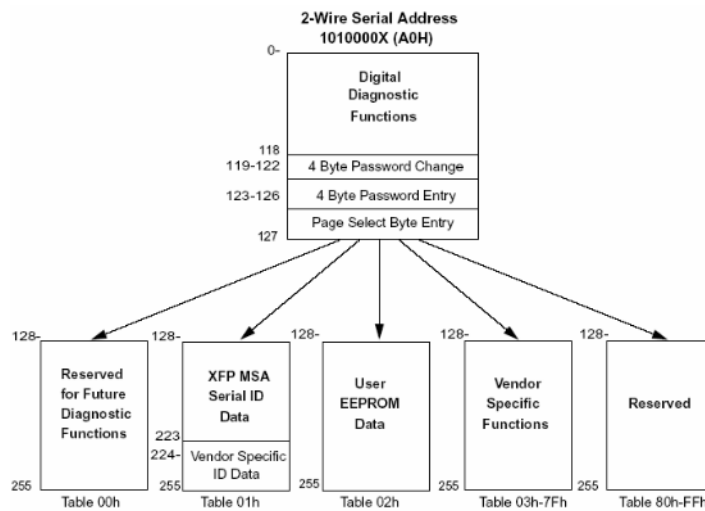 2-Wire Serial Address
1010000X (A0H)
0-
Digital
Diagnostic
Functions
118
119-122
4 Byte Password Change
123-126
4 Byte Password Entry
Page Select Byte Entry
127
128-
Reserved
for Future
Diagnostic
Functions
255
Table 00h
128-
XFP MSA
Serial ID
Data
223
224-
Vendor Specific
ID Data
255
Table 01h
128-
User
EEPROM
Data
255
Table 02h
128-
Vendor
Specific
Functions
255
Table 03h-7Fh
128-
Reserved
255
Table 80h-FFh